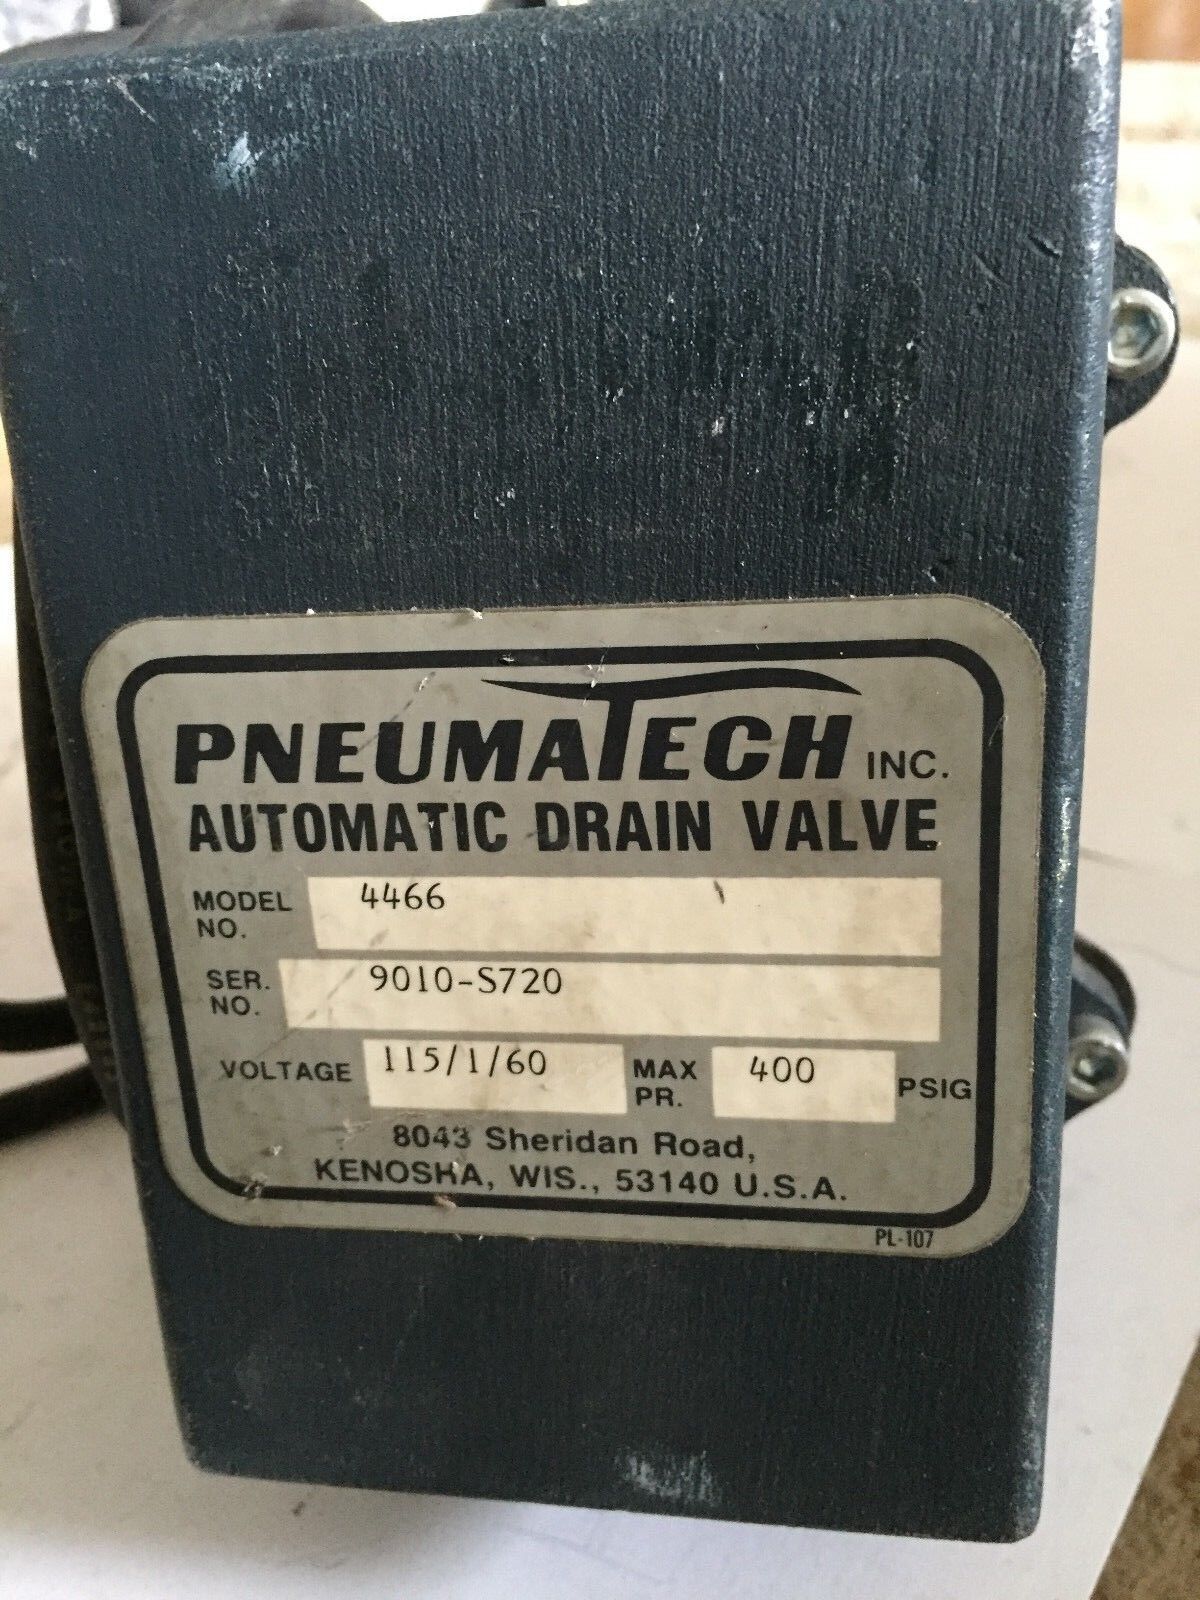 PNEUMATECH INC.
AUTOMATIC DRAIN VALVE
MODEL NO. 4466
SER. NO. 9010-S720
VOLTAGE 115/1/60 MAX PR. 400 PSIG
8043 Sheridan Road,
KENOSHA, WIS., 53140 U.S.A.
PL-107